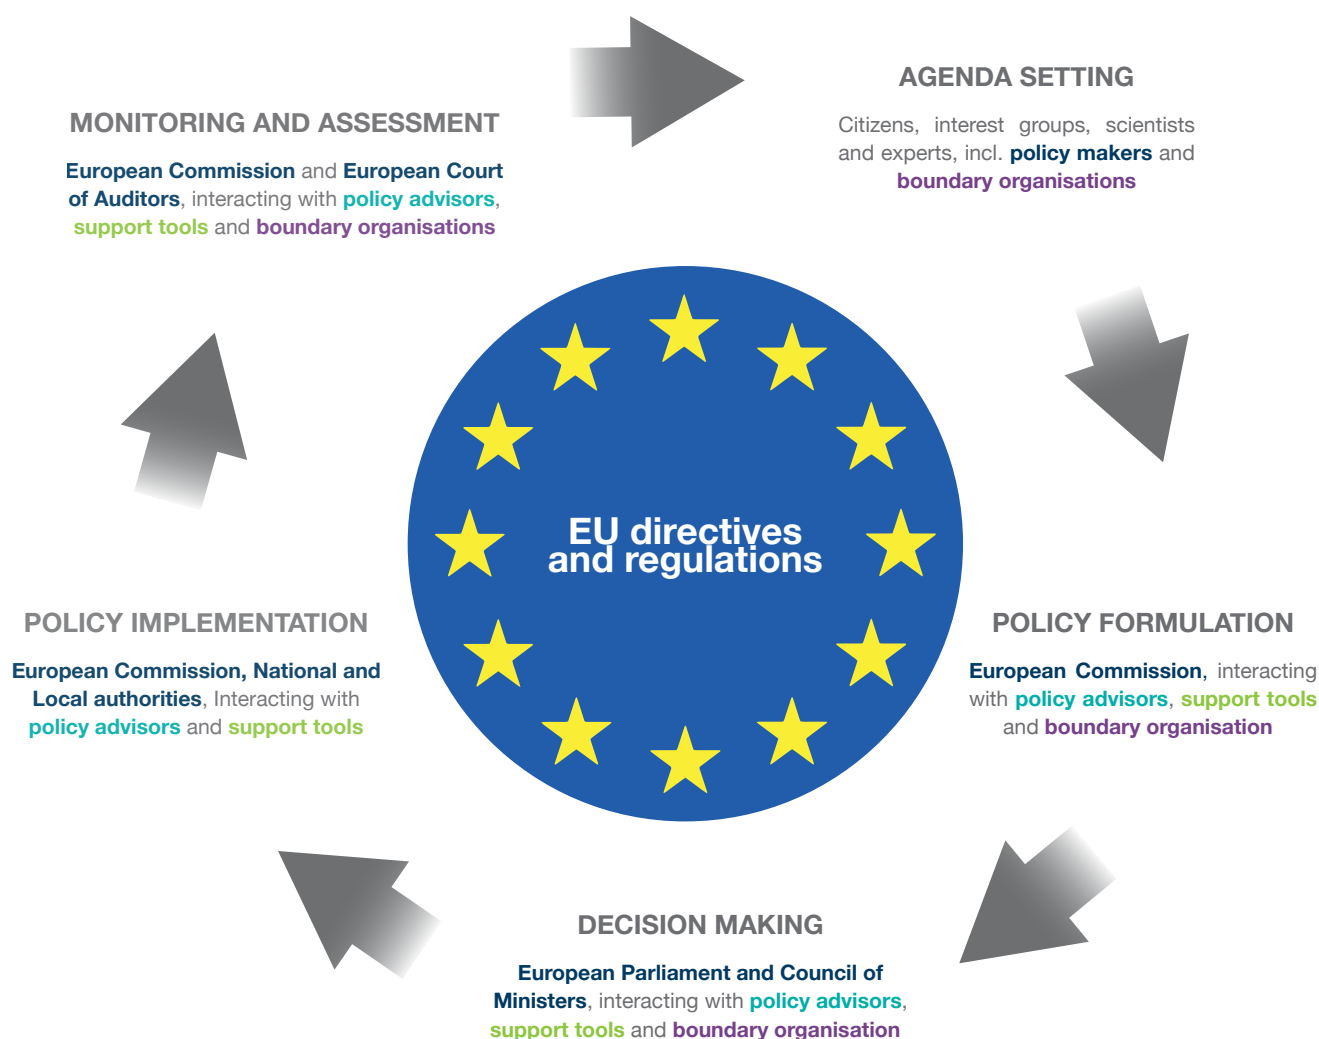 AGENDA SETTING
Citizens, interest groups, scientists
and experts, incl. policy makers and
boundary organisations
MONITORING AND ASSESSMENT
European Commission and European Court
of Auditors, interacting with policy advisors,
support tools and boundary organisations
EU directives
and regulations
POLICY IMPLEMENTATION
European Commission, National and
Local authorities, Interacting with
policy advisors and support tools
POLICY FORMULATION
European Commission, interacting
with policy advisors, support tools
and boundary organisation
DECISION MAKING
European Parliament and Council of
Ministers, interacting with policy advisors,
support tools and boundary organisation